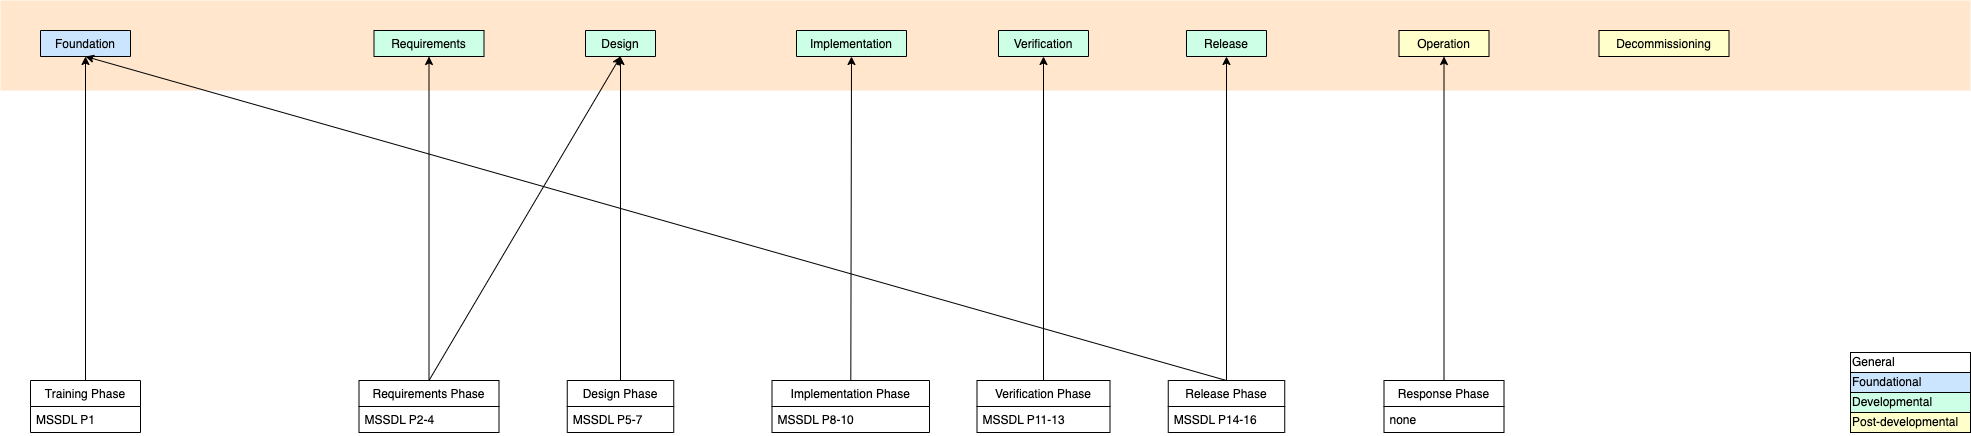 Foundation
Requirements
Design
Implementation
Verification
Release
Operation
Decommissioning
Training Phase
MSSDL P1
Requirements Phase
MSSDL P2-4
Design Phase
MSSDL P5-7
Implementation Phase
MSSDL P8-10
Verification Phase
MSSDL P11-13
Release Phase
MSSDL P14-16
Response Phase
none
General
Foundational
Developmental
Post-developmental